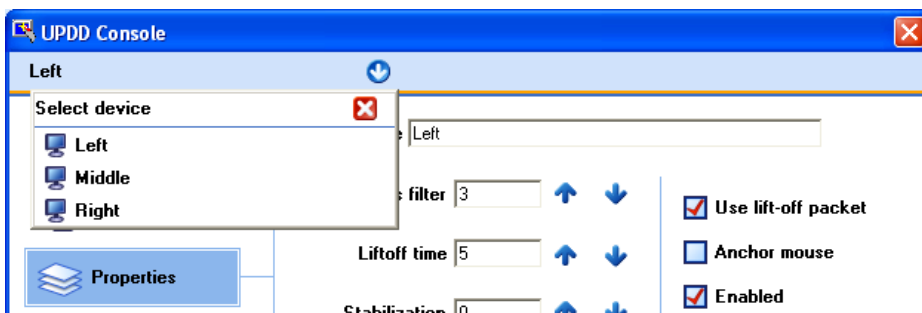 UPDD Console
Left
Select device
Left
Middle
Right
Left
filter 3
Use lift-off packet
Liftoff time 5
Anchor mouse
Properties
Enabled
Stabilization